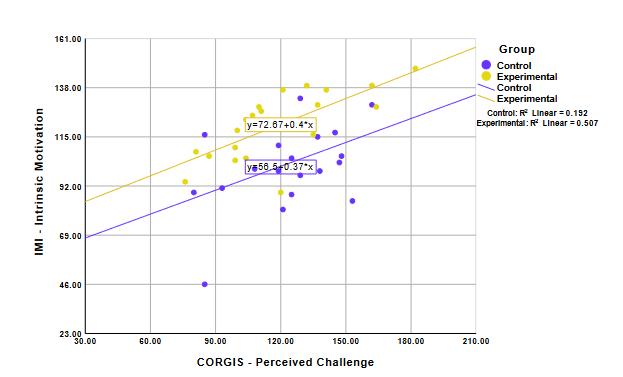 161.00
138.00
115.00
92.00
69.00
46.00
23.00
IMI - Intrinsic Motivation
y=72.67+0.4*x
y=56.5+0.37*x
30.00 60.00 90.00 120.00 150.00 180.00 210.00
CORGIS - Perceived Challenge
Group
Control
Experimental
Control
Experimental
Control: R² Linear = 0.192
Experimental: R² Linear = 0.507